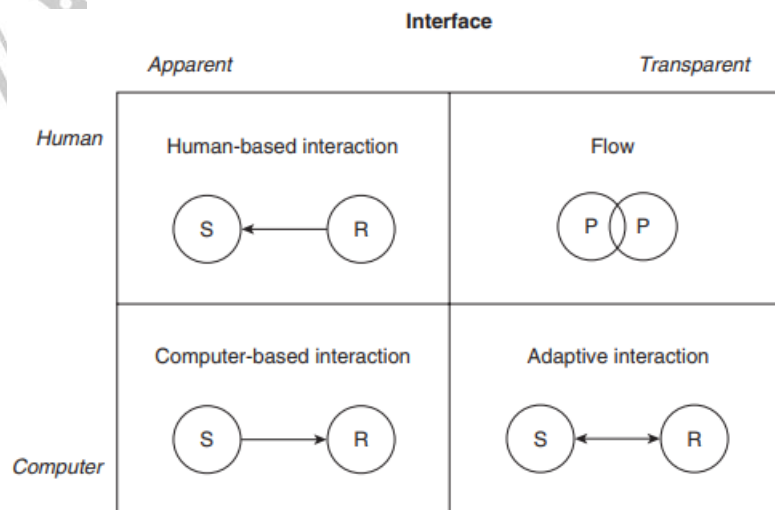 Interface
Apparent Transparent
Human
Human-based interaction Flow
S R P P
Computer-based interaction Adaptive interaction
S R S R
Computer